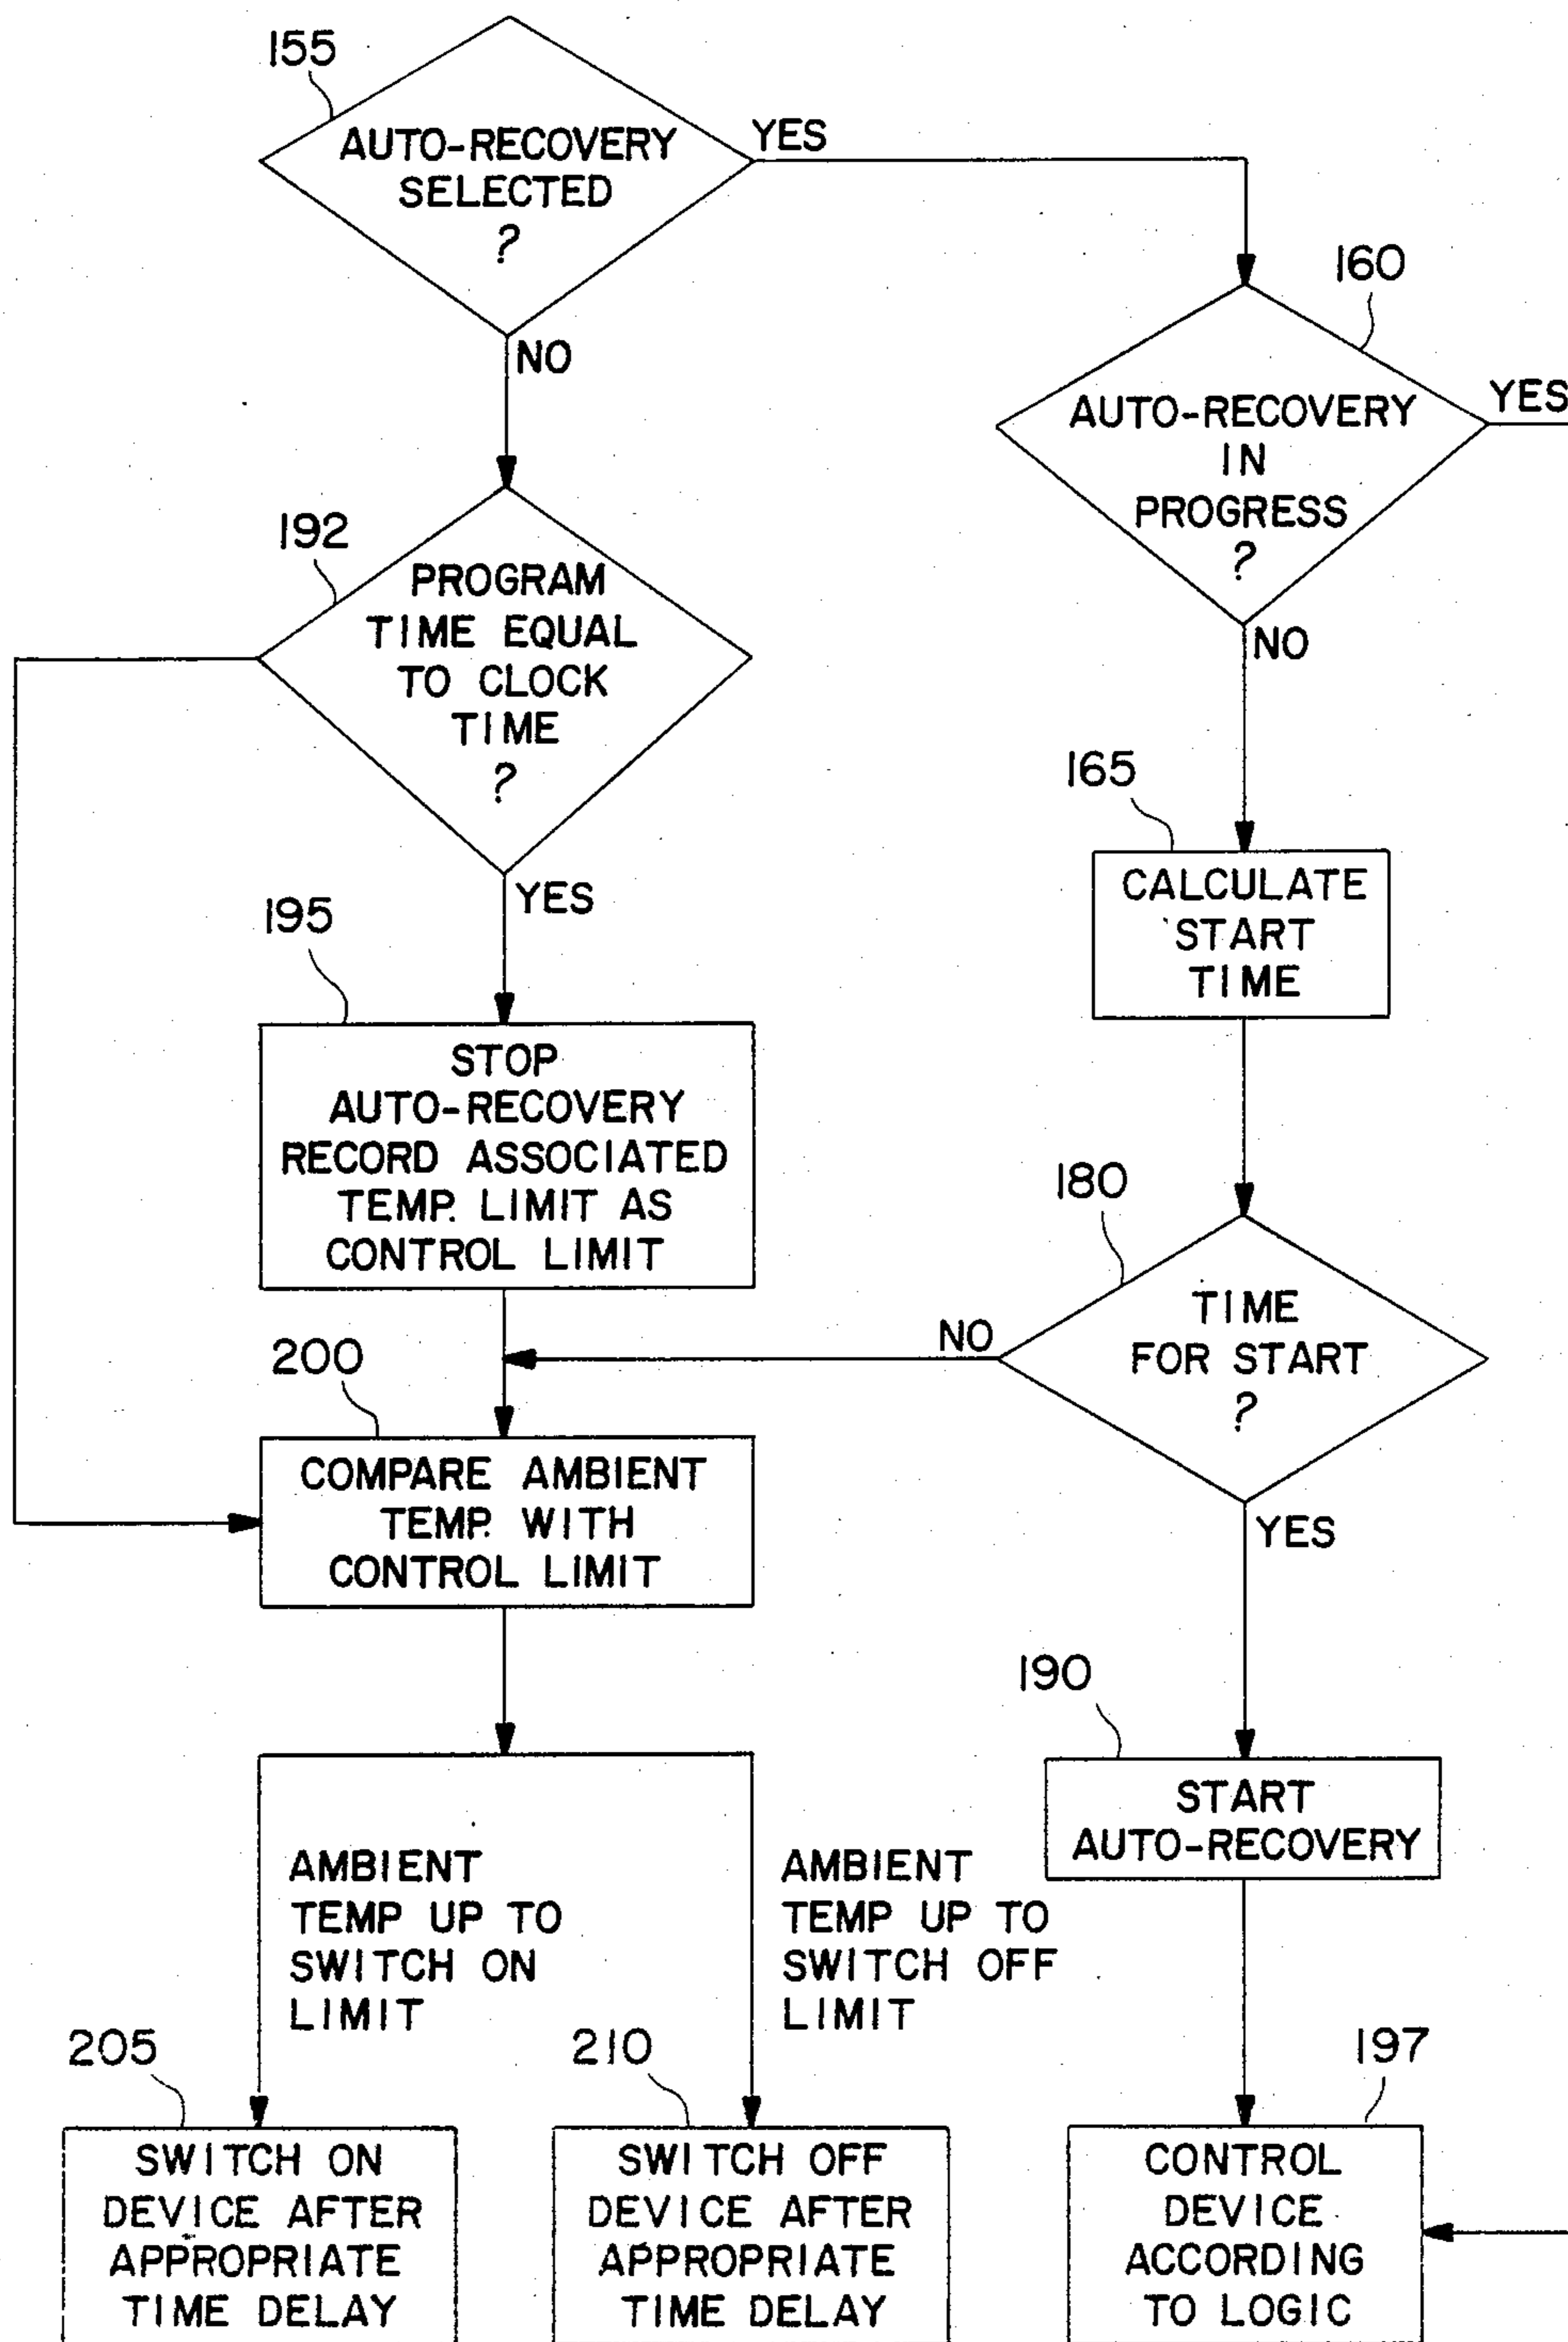 155
AUTO-RECOVERY
SELECTED
?
YES
NO
160
AUTO-RECOVERY
IN
PROGRESS
?
YES
NO
192
PROGRAM
TIME EQUAL
TO CLOCK
TIME
?
YES
165
CALCULATE
START
TIME
195
STOP
AUTO-RECOVERY
RECORD ASSOCIATED
TEMP. LIMIT AS
CONTROL LIMIT
180
TIME
FOR START
?
NO
YES
200
COMPARE AMBIENT
TEMP. WITH
CONTROL LIMIT
190
START
AUTO-RECOVERY
AMBIENT
TEMP UP TO
SWITCH ON
LIMIT
AMBIENT
TEMP UP TO
SWITCH OFF
LIMIT
205
SWITCH ON
DEVICE AFTER
APPROPRIATE
TIME DELAY
210
SWITCH OFF
DEVICE AFTER
APPROPRIATE
TIME DELAY
197
CONTROL
DEVICE
ACCORDING
TO LOGIC